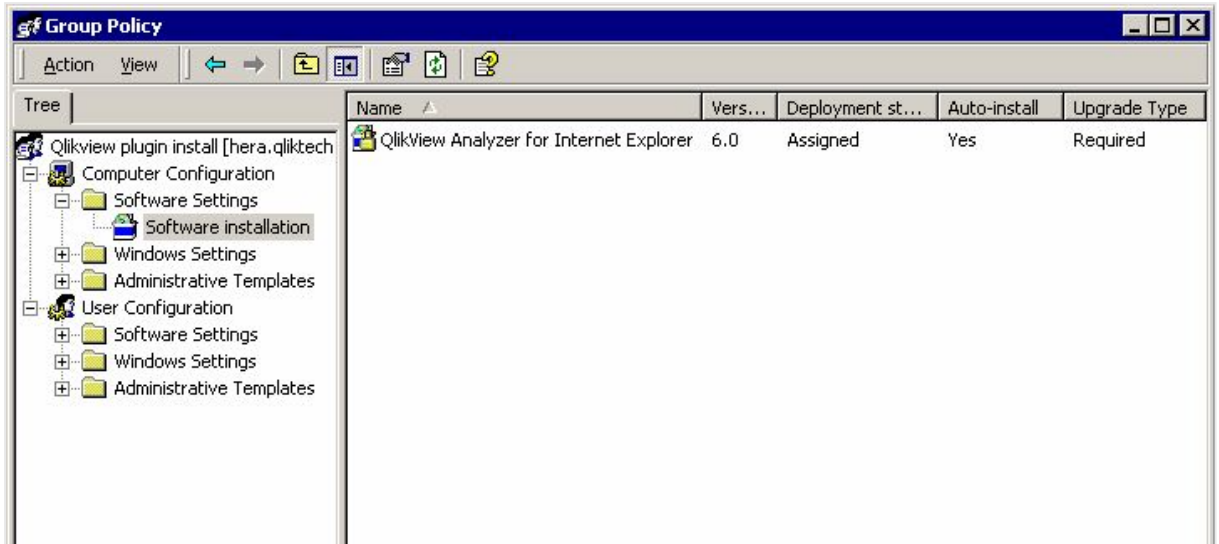 Group Policy
Action View
Tree
Name Vers... Deployment st... Auto-install Upgrade Type
Qlikview plugin install [hera.qliktech
QlikView Analyzer for Internet Explorer 6.0 Assigned Yes Required
Computer Configuration
Software Settings
Software installation
Windows Settings
Administrative Templates
User Configuration
Software Settings
Windows Settings
Administrative Templates